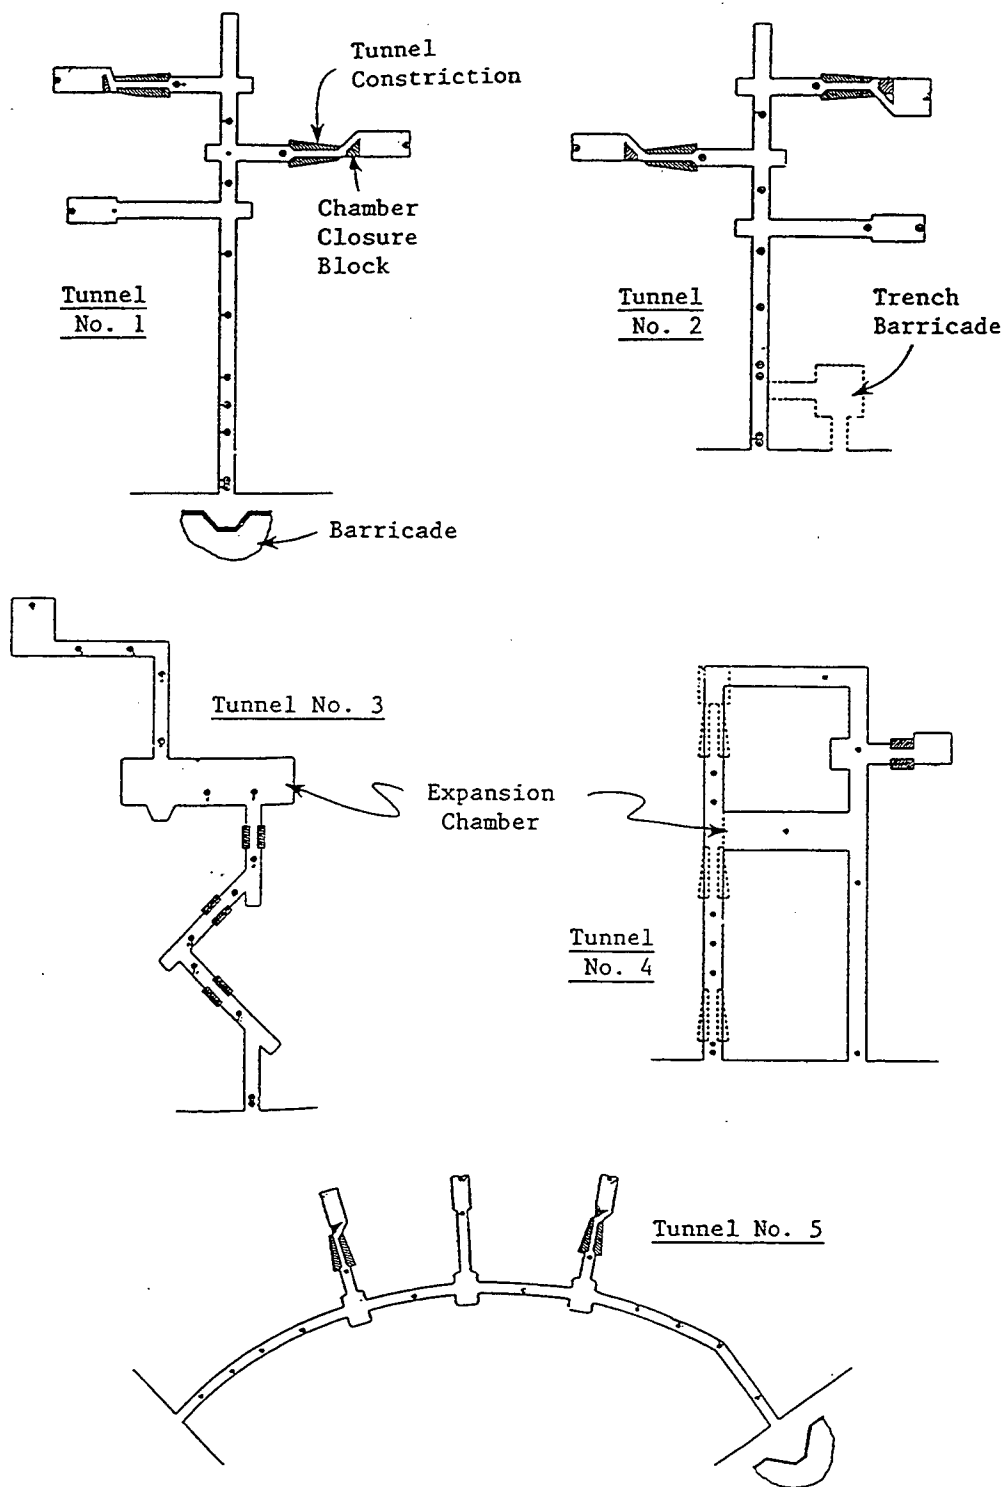 Tunnel
Constriction
Chamber
Closure
Block
Tunnel
No. 1
Barricade
Tunnel
No. 2
Trench
Barricade
Tunnel No. 3
Expansion
Chamber
Tunnel
No. 4
Tunnel No. 5